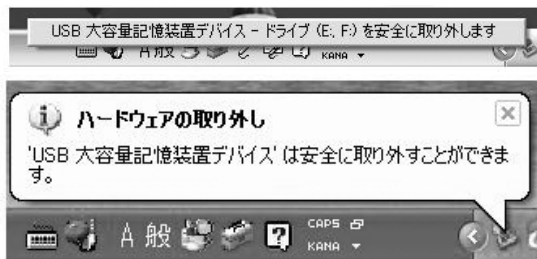 USB 大容量記憶装置デバイス - ドライブ (E:, F:) を安全に取り外します
A 般
KANA
ハードウェアの取り外し
'USB 大容量記憶装置デバイス' は安全に取り外すことができま
す。
A 般
CAPS
KANA